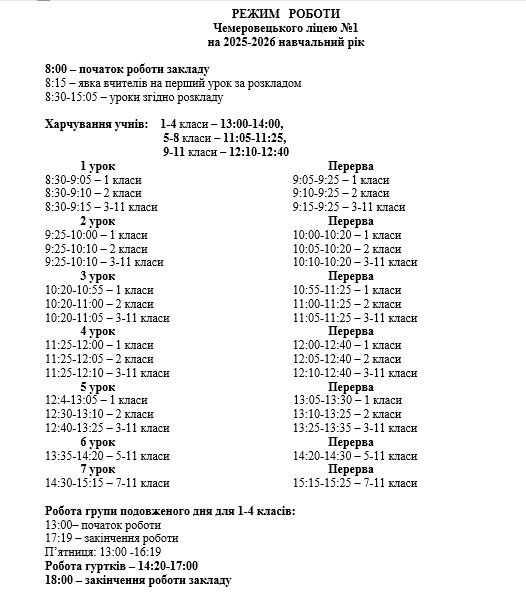 РЕЖИМ РОБОТИ
Чемеровецького ліцею №1
на 2025-2026 навчальний рік
8:00 – початок роботи закладу
8:15 – явка вчителів на перший урок за розкладом
8:30-15:05 – уроки згідно розкладу
Харчування учнів: 1-4 класи – 13:00-14:00,
5-8 класи – 11:05-11:25,
9-11 класи – 12:10-12:40
1 урок Перерва
8:30-9:05 – 1 класи 9:05-9:25 – 1 класи
8:30-9:10 – 2 класи 9:10-9:25 – 2 класи
8:30-9:15 – 3-11 класи 9:15-9:25 – 3-11 класи
2 урок Перерва
9:25-10:00 – 1 класи 10:00-10:20 – 1 класи
9:25-10:10 – 2 класи 10:05-10:20 – 2 класи
9:25-10:10 – 3-11 класи 10:10-10:20 – 3-11 класи
3 урок Перерва
10:20-10:55 – 1 класи 10:55-11:25 – 1 класи
10:20-11:00 – 2 класи 11:00-11:25 – 2 класи
10:20-11:05 – 3-11 класи 11:05-11:25 – 3-11 класи
4 урок Перерва
11:25-12:00 – 1 класи 12:00-12:40 – 1 класи
11:25-12:05 – 2 класи 12:05-12:40 – 2 класи
11:25-12:10 – 3-11 класи 12:10-12:40 – 3-11 класи
5 урок Перерва
12:4-13:05 – 1 класи 13:05-13:30 – 1 класи
12:30-13:10 – 2 класи 13:10-13:25 – 2 класи
12:40-13:25 – 3-11 класи 13:25-13:35 – 3-11 класи
6 урок Перерва
13:35-14:20 – 5-11 класи 14:20-14:30 – 5-11 класи
7 урок Перерва
14:30-15:15 – 7-11 класи 15:15-15:25 – 7-11 класи
Робота групи подовженого дня для 1-4 класів:
13:00– початок роботи
17:19 – закінчення роботи
П’ятниця: 13:00 -16:19
Робота гуртків – 14:20-17:00
18:00 – закінчення роботи закладу